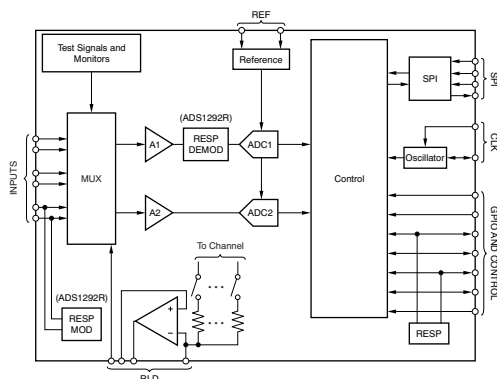 REF
Test Signals and
Monitors
Reference
SPI
SPI
(ADS1292R)
A1
RESP
DEMOD
ADC1
MUX
INPUTS
Control
CLK
Oscillator
A2
ADC2
GPIO AND CONTROL
To Channel
(ADS1292R)
RESP
MOD
+
−
RESP
RLD